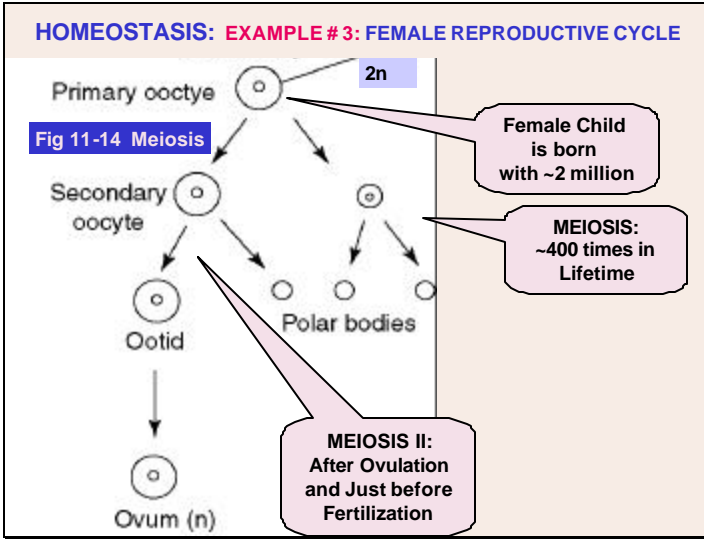 HOMEOSTASIS: EXAMPLE # 3: FEMALE REPRODUCTIVE CYCLE
2n
Primary ooctye
Female Child
is born
with ~2 million
Fig 11-14 Meiosis
Secondary
oocyte
MEIOSIS:
~400 times in
Lifetime
Polar bodies
Ootid
MEIOSIS II:
After Ovulation
and Just before
Fertilization
Ovum (n)